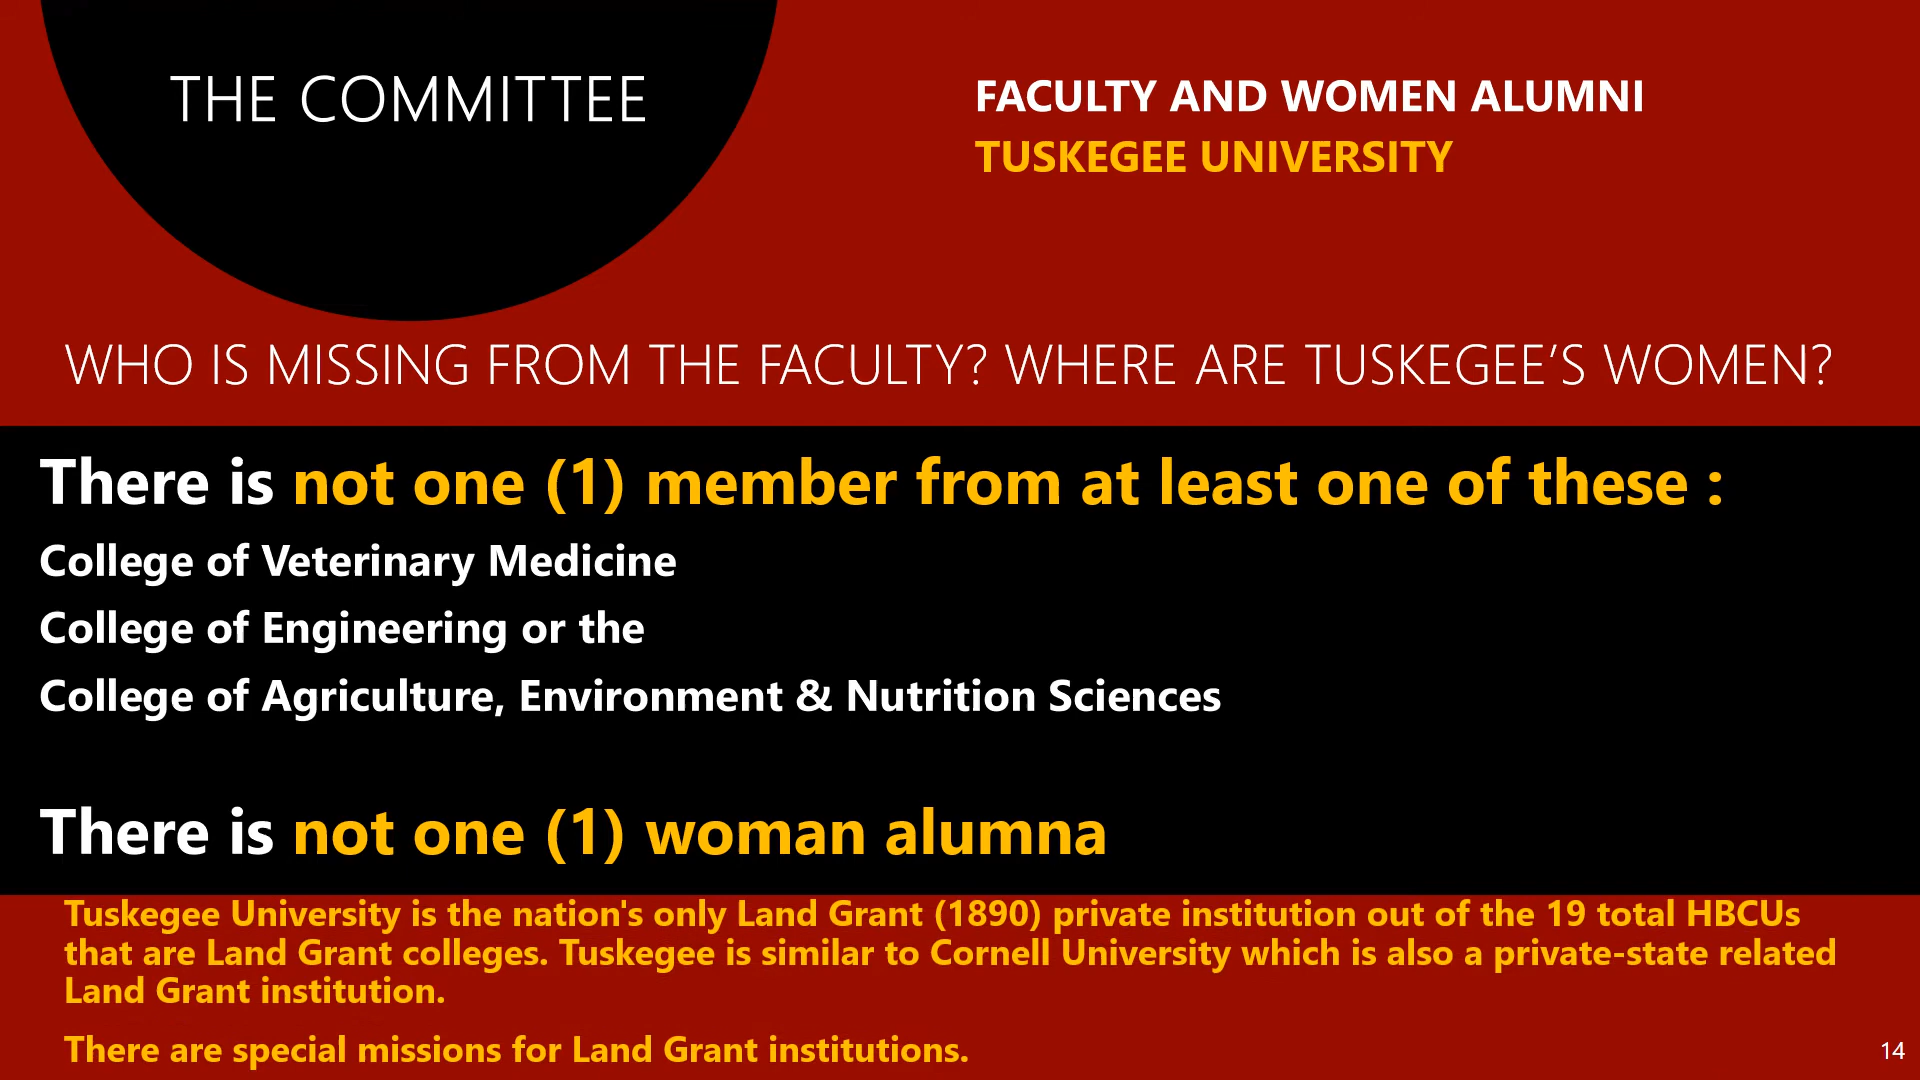 THE COMMITTEE
FACULTY AND WOMEN ALUMNI
TUSKEGEE UNIVERSITY
WHO IS MISSING FROM THE FACULTY? WHERE ARE TUSKEGEE’S WOMEN?
There is not one (1) member from at least one of these :
College of Veterinary Medicine
College of Engineering or the
College of Agriculture, Environment & Nutrition Sciences
There is not one (1) woman alumna
Tuskegee University is the nation's only Land Grant (1890) private institution out of the 19 total HBCUs
that are Land Grant colleges. Tuskegee is similar to Cornell University which is also a private-state related
Land Grant institution.
There are special missions for Land Grant institutions.
14